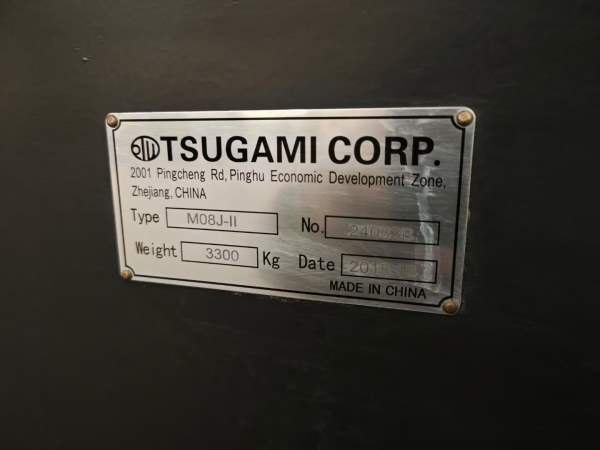 TSUGAMI CORP.
2001 Pingcheng Rd, Pinghu Economic Development Zone,
Zhejiang, CHINA
Type M08J-II No.
Weight 3300 Kg Date
MADE IN CHINA